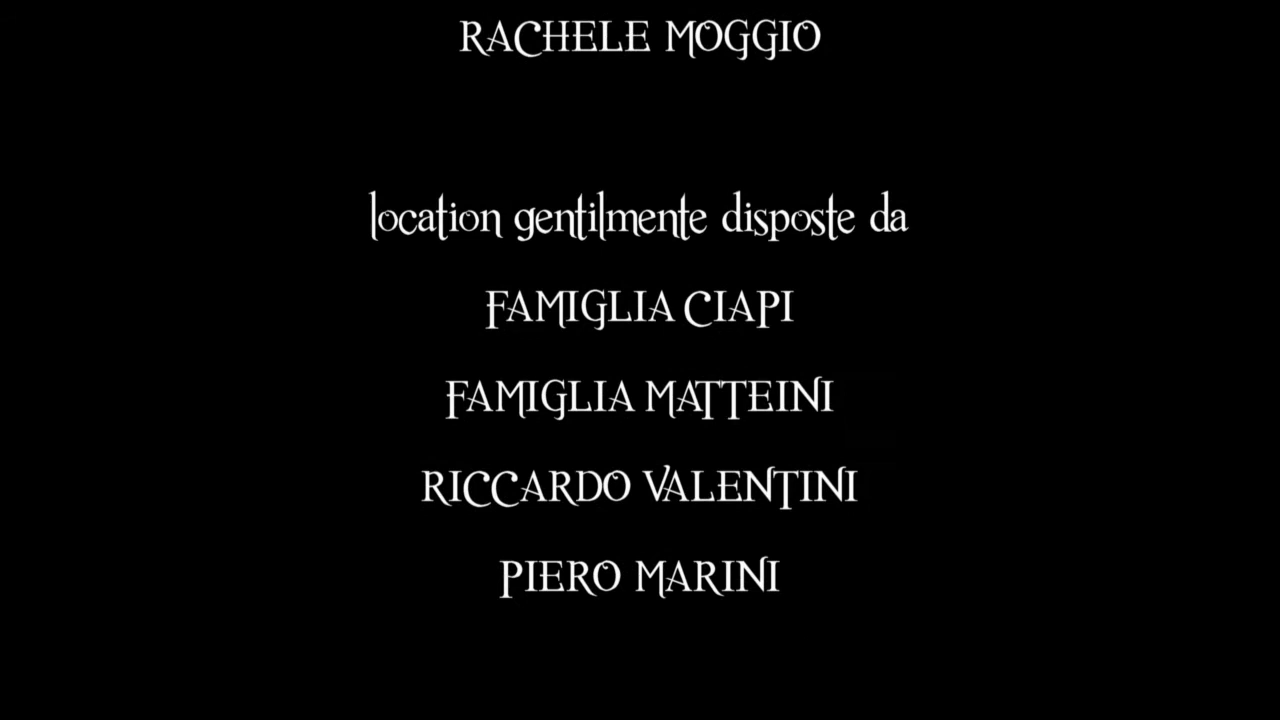 RACHELE MOGGIO
location gentilmente disposte da
FAMIGLIA CIAPI
FAMIGLIA MATTEINI
RICCARDO VALENTINI
PIERO MARINI